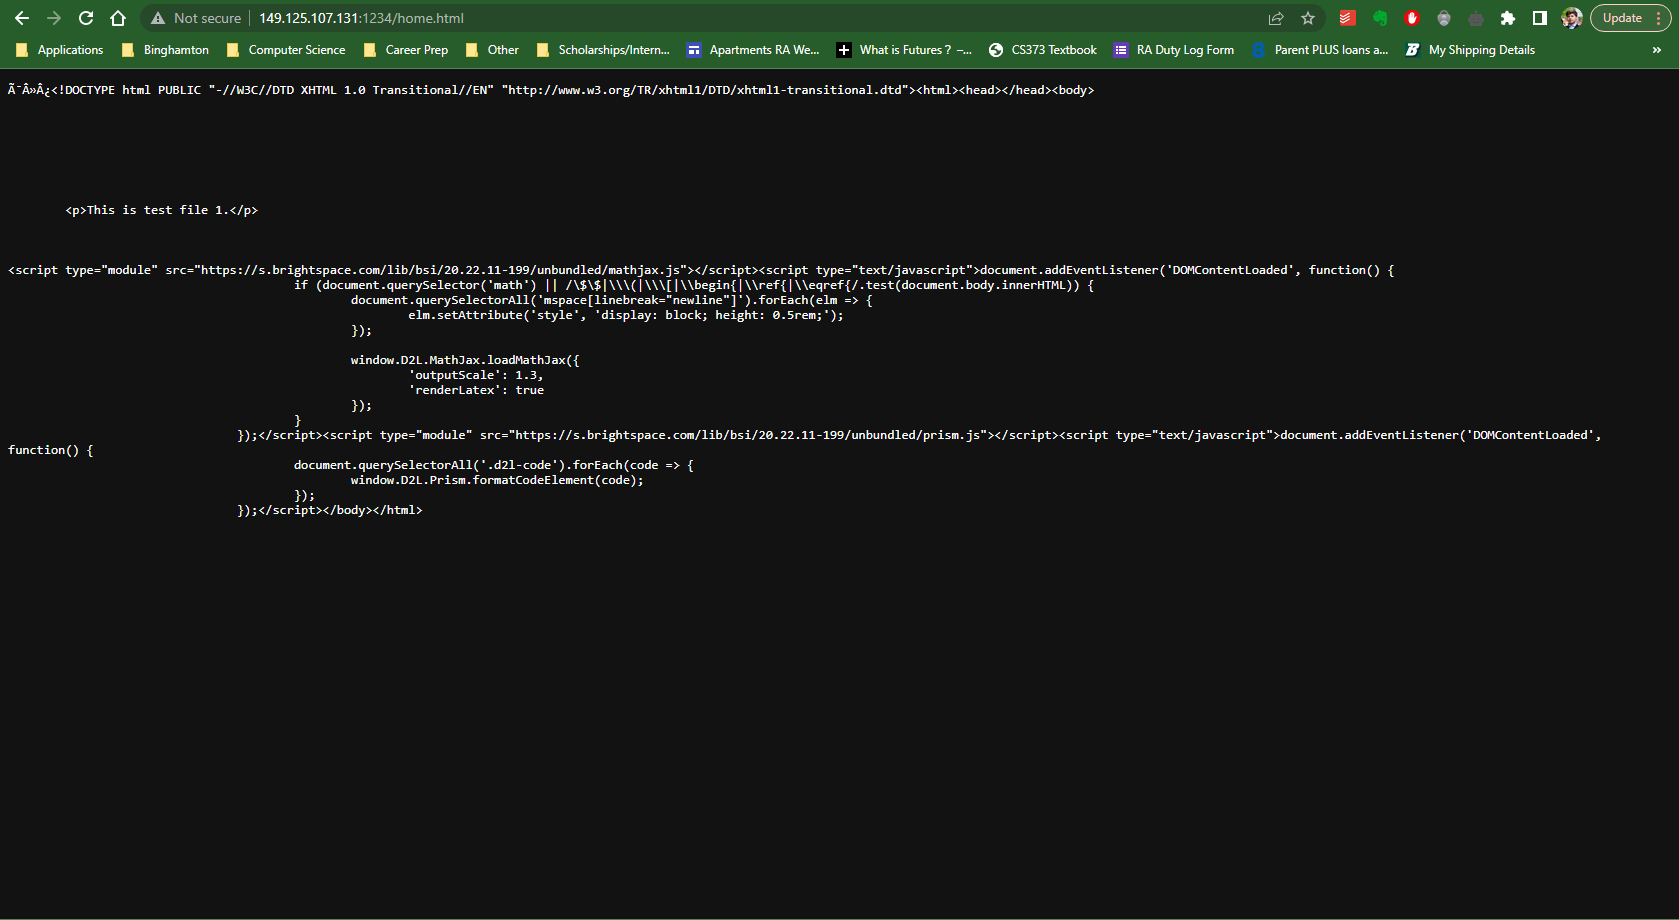 Not secure
149.125.107.131:1234/home.html
Update
Applications
Binghamton
Computer Science
Career Prep
Other
Scholarships/Intern...
Apartments RA We...
What is Futures ? –...
CS373 Textbook
RA Duty Log Form
Parent PLUS loans a...
My Shipping Details
»
Ã¯Â»Â¿<!DOCTYPE html PUBLIC "-//W3C//DTD XHTML 1.0 Transitional//EN" "http://www.w3.org/TR/xhtml1/DTD/xhtml1-transitional.dtd"><html><head></head><body>
<p>This is test file 1.</p>
<script type="module" src="https://s.brightspace.com/lib/bsi/20.22.11-199/unbundled/mathjax.js"></script><script type="text/javascript">document.addEventListener('DOMContentLoaded', function() {
if (document.querySelector('math') || /\$\$|\\\(|\\\[|\\begin{|\\ref{|\\eqref{/.test(document.body.innerHTML)) {
document.querySelectorAll('mspace[linebreak="newline"]').forEach(elm => {
elm.setAttribute('style', 'display: block; height: 0.5rem;');
});
window.D2L.MathJax.loadMathJax({
'outputScale': 1.3,
'renderLatex': true
});
}
});</script><script type="module" src="https://s.brightspace.com/lib/bsi/20.22.11-199/unbundled/prism.js"></script><script type="text/javascript">document.addEventListener('DOMContentLoaded',
function() {
document.querySelectorAll('.d2l-code').forEach(code => {
window.D2L.Prism.formatCodeElement(code);
});
});</script></body></html>